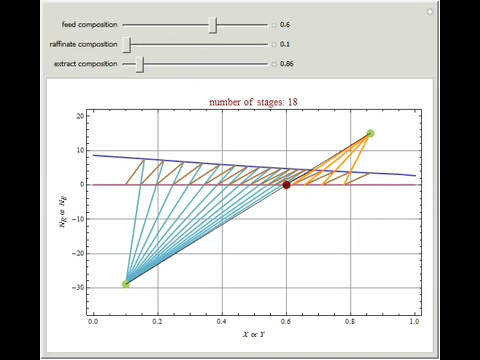 feed composition 0.6
raffinate composition 0.1
extract composition 0.86
number of stages: 18
20
10
0
−10
−20
−30
N_R or N_E
0.0 0.2 0.4 0.6 0.8 1.0
X or Y